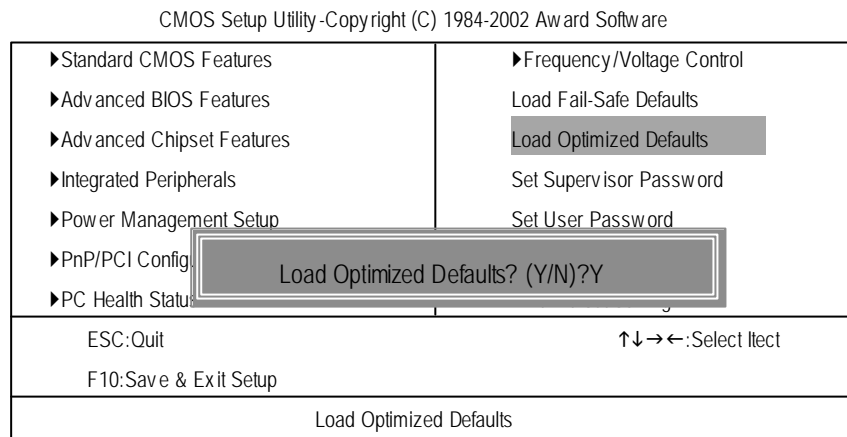 CMOS Setup Utility-Copyright (C) 1984-2002 Award Software
▶Standard CMOS Features
▶Advanced BIOS Features
▶Advanced Chipset Features
▶Integrated Peripherals
▶Power Management Setup
▶PnP/PCI Config
▶PC Health Statu
▶Frequency/Voltage Control
Load Fail-Safe Defaults
Load Optimized Defaults
Set Supervisor Password
Set User Password
Load Optimized Defaults? (Y/N)?Y
ESC:Quit
↑↓→←:Select Itect
F10:Save & Exit Setup
Load Optimized Defaults